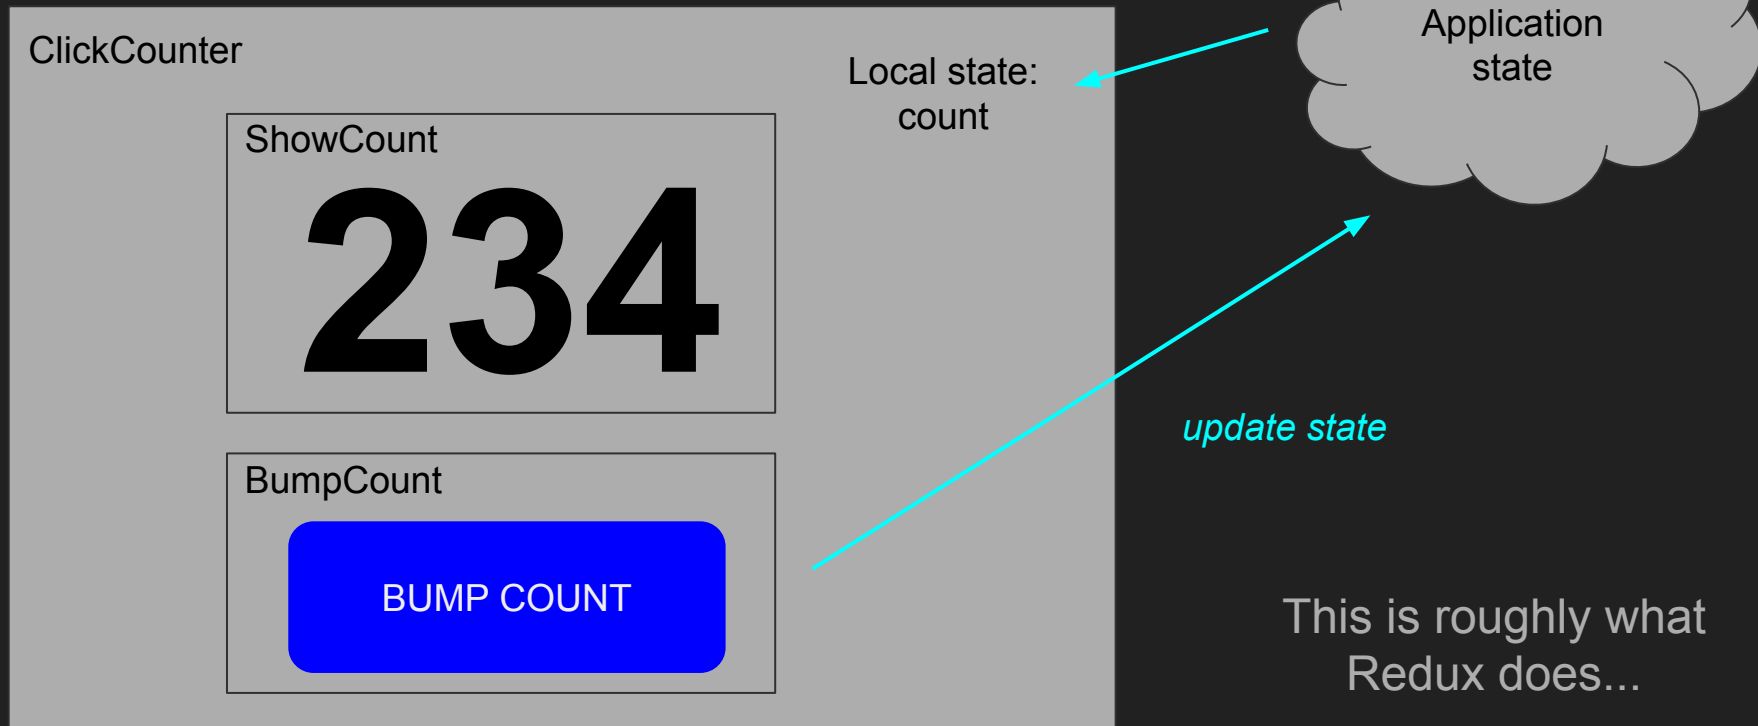 ClickCounter
Local state:
count
Application
state
ShowCount
234
update state
BumpCount
BUMP COUNT
This is roughly what
Redux does...